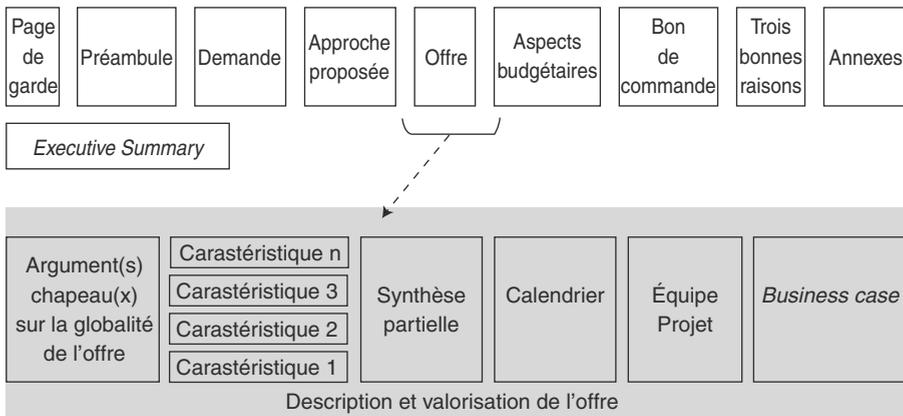 Page
de
garde
Préambule
Demande
Approche
proposée
Offre
Aspects
budgétaires
Bon
de
commande
Trois
bonnes
raisons
Annexes
Executive Summary
Argument(s)
chapeau(x)
sur la globalité
de l'offre
Carastéristique n
Carastéristique 3
Carastéristique 2
Carastéristique 1
Synthèse
partielle
Calendrier
Équipe
Projet
Business case
Description et valorisation de l'offre